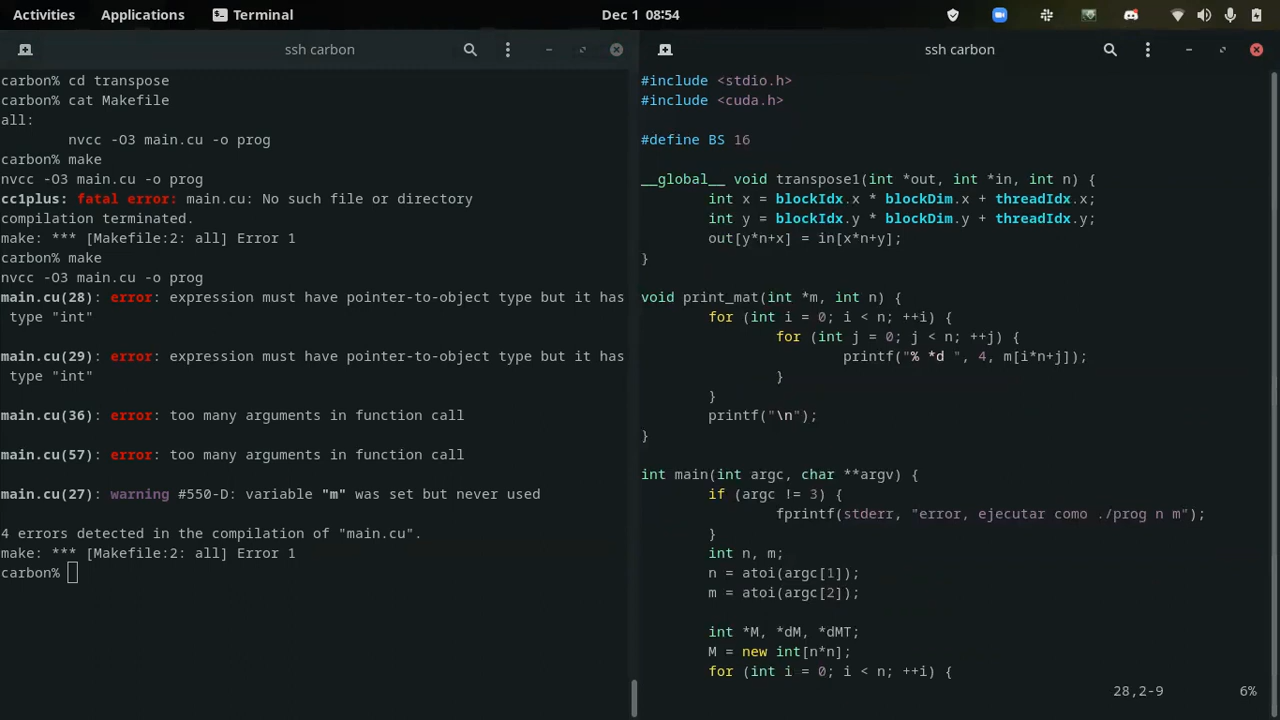 Activities Applications Terminal Dec 1 08:54
ssh carbon
carbon% cd transpose
carbon% cat Makefile
all:
        nvcc -O3 main.cu -o prog
carbon% make
nvcc -O3 main.cu -o prog
cc1plus: fatal error: main.cu: No such file or directory
compilation terminated.
make: *** [Makefile:2: all] Error 1
carbon% make
nvcc -O3 main.cu -o prog
main.cu(28): error: expression must have pointer-to-object type but it has
 type "int"
main.cu(29): error: expression must have pointer-to-object type but it has
 type "int"
main.cu(36): error: too many arguments in function call
main.cu(57): error: too many arguments in function call
main.cu(27): warning #550-D: variable "m" was set but never used
4 errors detected in the compilation of "main.cu".
make: *** [Makefile:2: all] Error 1
carbon%
ssh carbon
#include <stdio.h>
#include <cuda.h>
#define BS 16
__global__ void transpose1(int *out, int *in, int n) {
        int x = blockIdx.x * blockDim.x + threadIdx.x;
        int y = blockIdx.y * blockDim.y + threadIdx.y;
        out[y*n+x] = in[x*n+y];
}
void print_mat(int *m, int n) {
        for (int i = 0; i < n; ++i) {
                for (int j = 0; j < n; ++j) {
                        printf("% *d ", 4, m[i*n+j]);
                }
        }
        printf("\n");
}
int main(int argc, char **argv) {
        if (argc != 3) {
                fprintf(stderr, "error, ejecutar como ./prog n m");
        }
        int n, m;
        n = atoi(argc[1]);
        m = atoi(argc[2]);
        int *M, *dM, *dMT;
        M = new int[n*n];
        for (int i = 0; i < n; ++i) {
28,2-9 6%